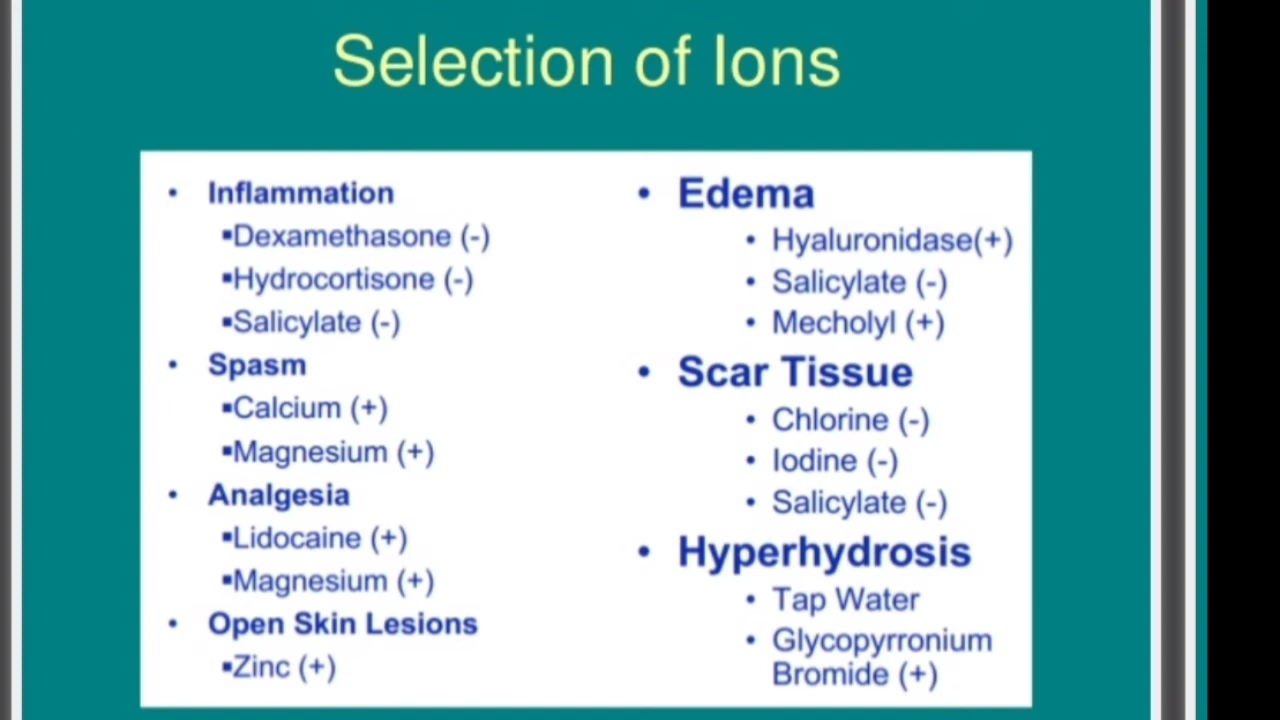 Selection of Ions
• Inflammation
▪Dexamethasone (-)
▪Hydrocortisone (-)
▪Salicylate (-)
• Spasm
▪Calcium (+)
▪Magnesium (+)
• Analgesia
▪Lidocaine (+)
▪Magnesium (+)
• Open Skin Lesions
▪Zinc (+)
• Edema
• Hyaluronidase(+)
• Salicylate (-)
• Mecholyl (+)
• Scar Tissue
• Chlorine (-)
• Iodine (-)
• Salicylate (-)
• Hyperhydrosis
• Tap Water
• Glycopyrronium
Bromide (+)